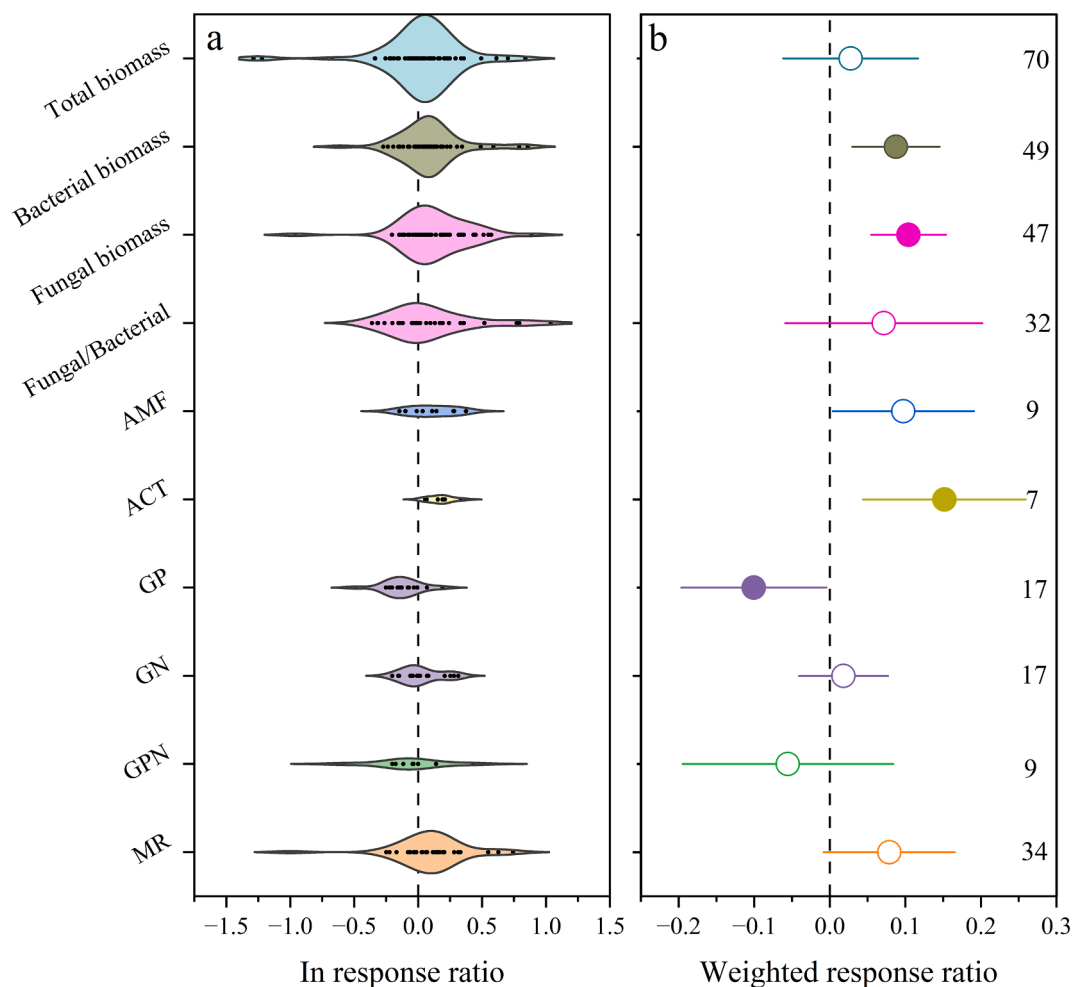 a
b
Total biomass
70
Bacterial biomass
49
Fungal biomass
47
Fungal/Bacterial
32
AMF
9
ACT
7
GP
17
GN
17
GPN
9
MR
34
−1.5 −1.0 −0.5 0.0 0.5 1.0 1.5
−0.2 −0.1 0.0 0.1 0.2 0.3
In response ratio
Weighted response ratio